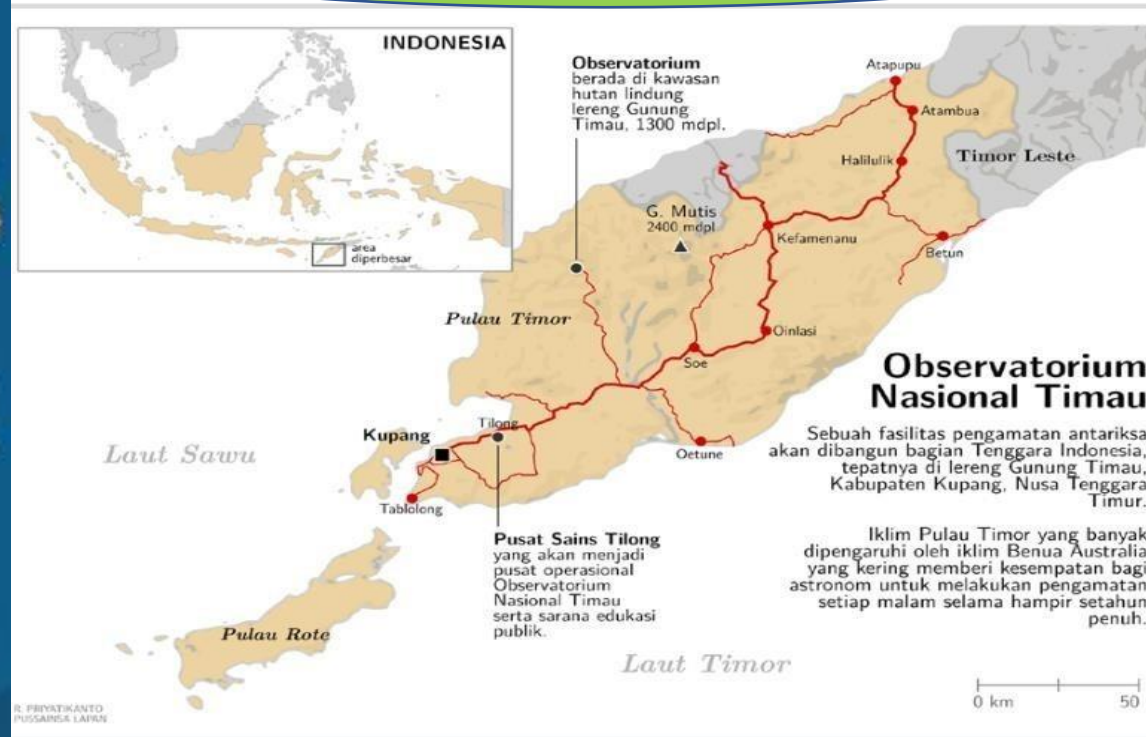 INDONESIA
area
diperbesar
Observatorium
berada di kawasan
hutan lindung
lereng Gunung
Timau, 1300 mdpl.
Atapupu
Atambua
Halilulik
Timor Leste
G. Mutis
2400 mdpl
Kefamenanu
Betun
Pulau Timor
Oinlasi
Soe
Observatorium
Nasional Timau
Sebuah fasilitas pengamatan antariksa
akan dibangun bagian Tenggara Indonesia,
tepatnya di lereng Gunung Timau,
Kabupaten Kupang, Nusa Tenggara
Timur.
Iklim Pulau Timor yang banyak
dipengaruhi oleh iklim Benua Australia
yang kering memberi kesempatan bagi
astronom untuk melakukan pengamatan
setiap malam selama hampir setahun
penuh.
Tilong
Kupang
Laut Sawu
Oetune
Tablolong
Pusat Sains Tilong
yang akan menjadi
pusat operasional
Observatorium
Nasional Timau
serta sarana edukasi
publik.
Pulau Rote
Laut Timor
0 km 50
R. PRIYATIKANTO
PUSSAINSA LAPAN